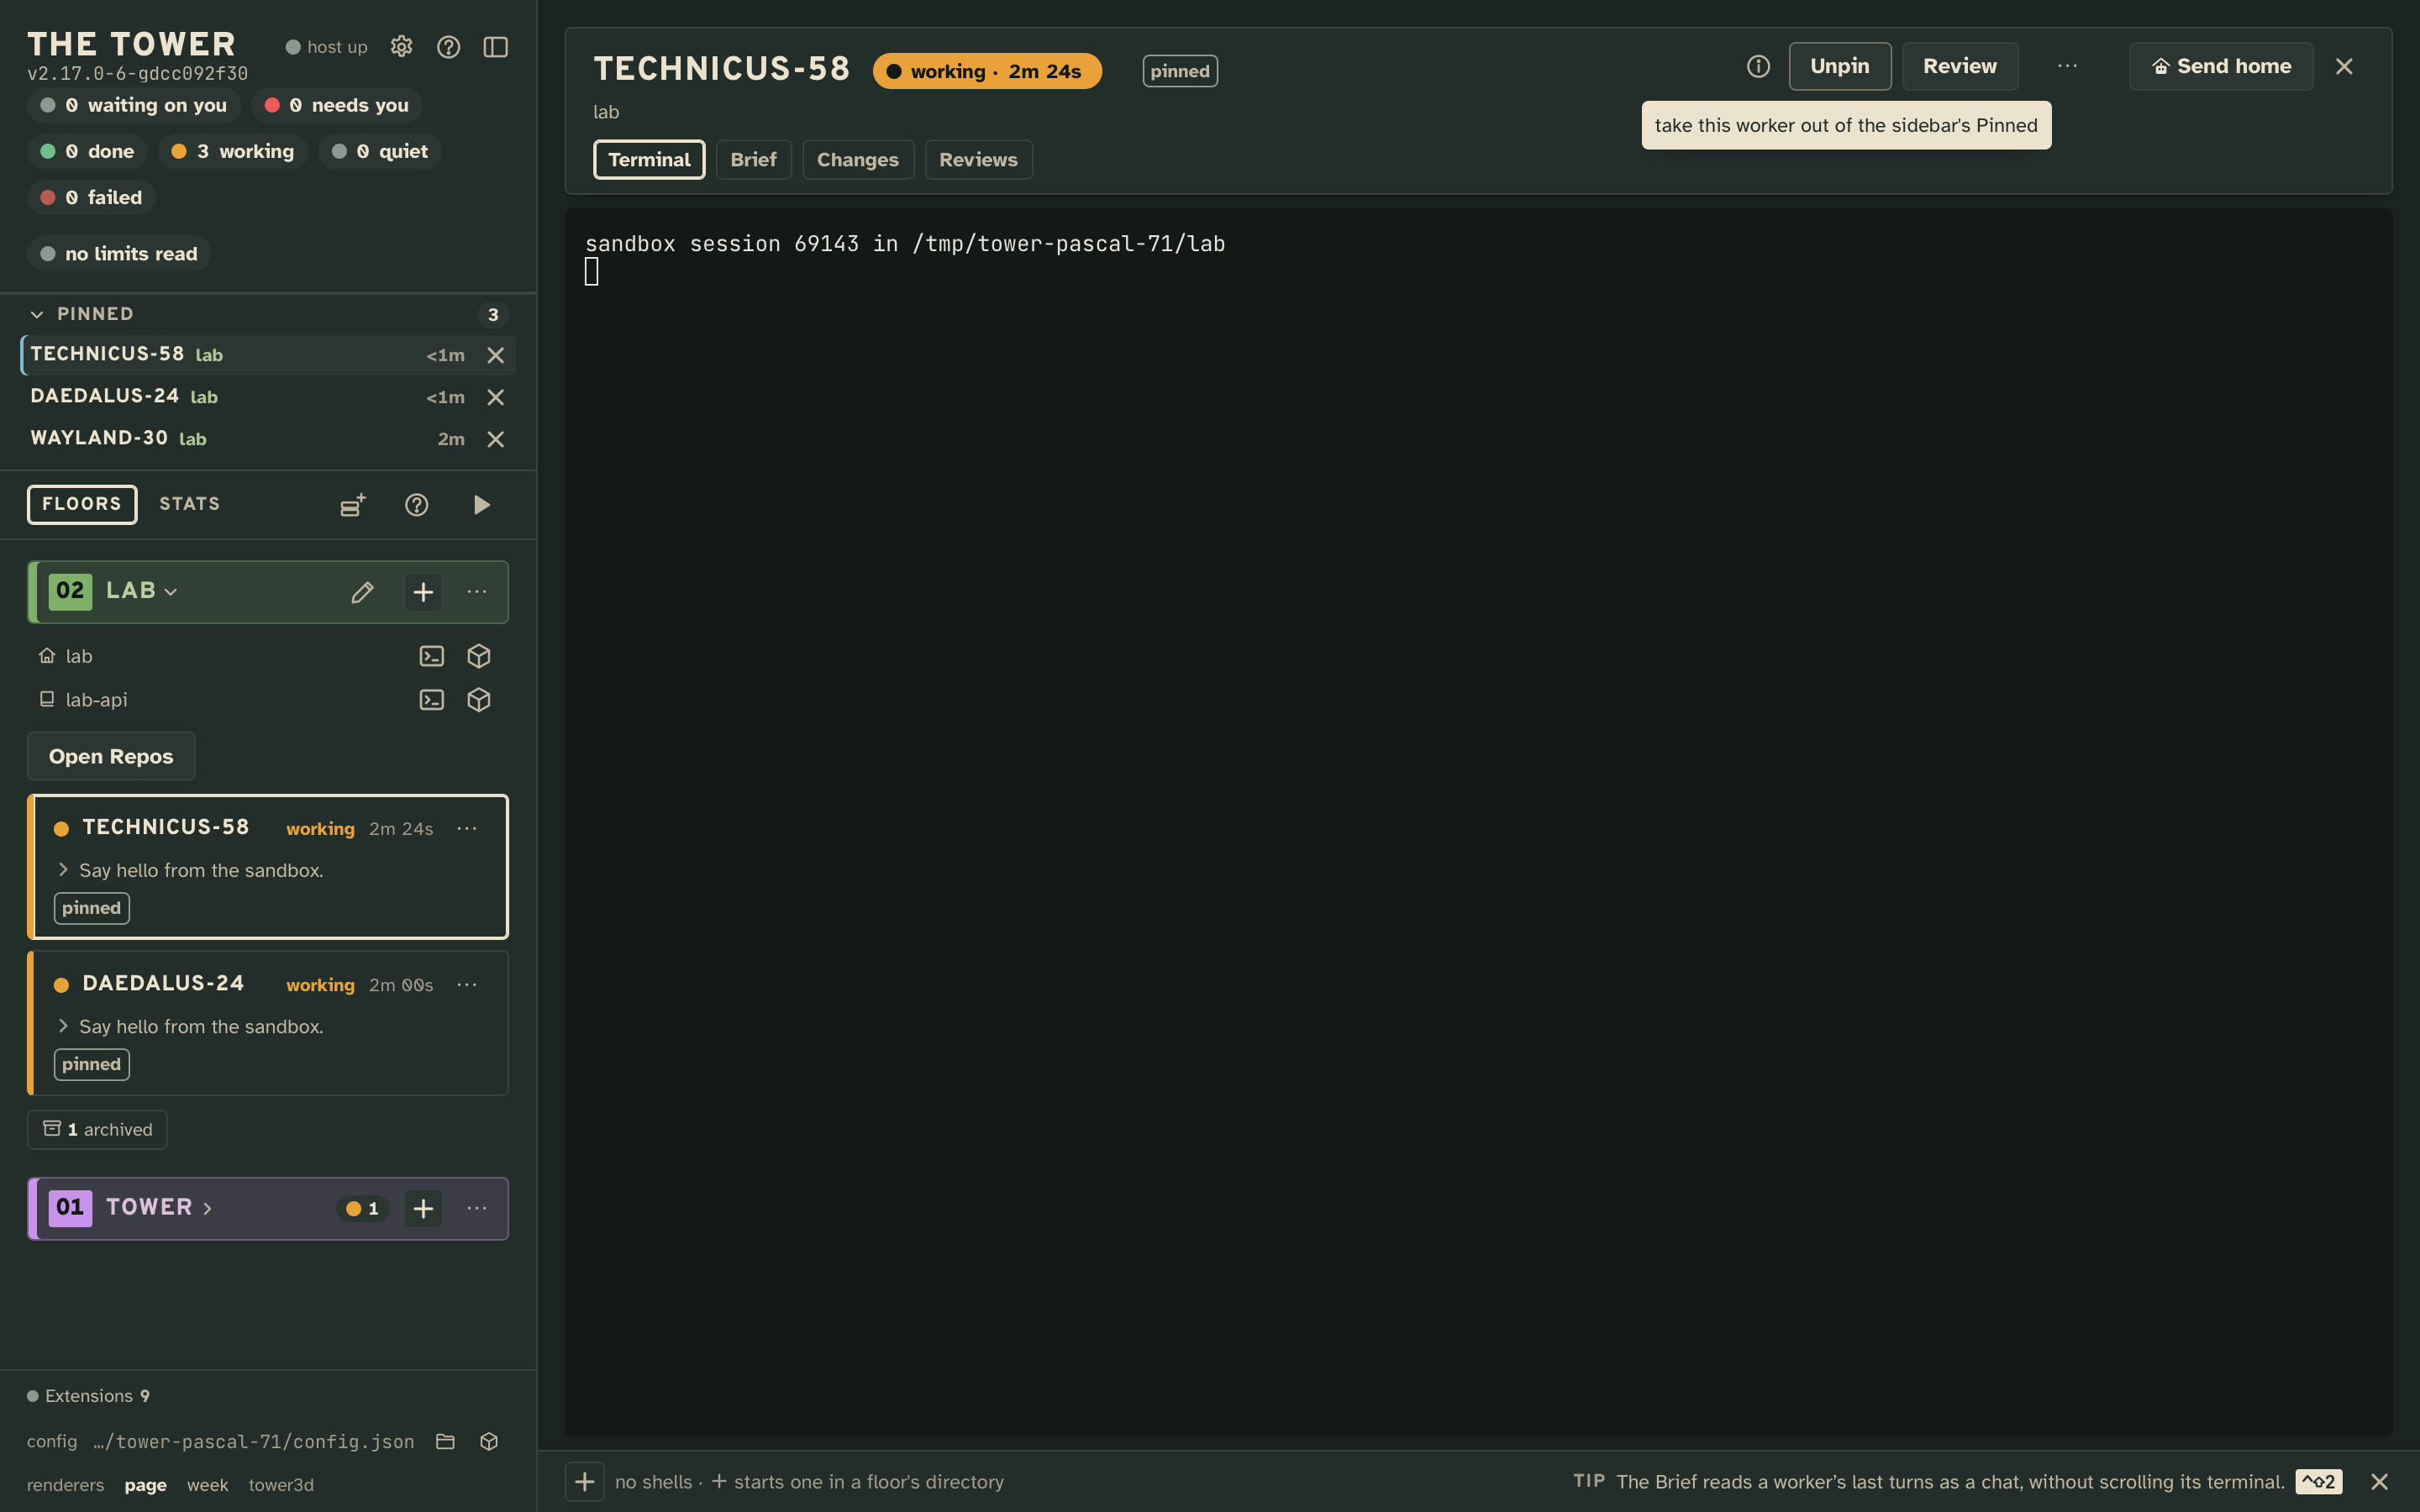 THE TOWER
host up
v2.17.0-6-gdcc092f30
0 waiting on you
0 needs you
0 done
3 working
0 quiet
0 failed
no limits read
PINNED
3
TECHNICUS-58 lab <1m
DAEDALUS-24 lab <1m
WAYLAND-30 lab 2m
FLOORS
STATS
02 LAB
lab
lab-api
Open Repos
TECHNICUS-58 working 2m 24s
Say hello from the sandbox.
pinned
DAEDALUS-24 working 2m 00s
Say hello from the sandbox.
pinned
1 archived
01 TOWER
1
Extensions 9
config …/tower-pascal-71/config.json
renderers page week tower3d
TECHNICUS-58
working · 2m 24s
pinned
Unpin
Review
Send home
lab
take this worker out of the sidebar's Pinned
Terminal
Brief
Changes
Reviews
sandbox session 69143 in /tmp/tower-pascal-71/lab
no shells · + starts one in a floor's directory
TIP The Brief reads a worker’s last turns as a chat, without scrolling its terminal. ^⇧2